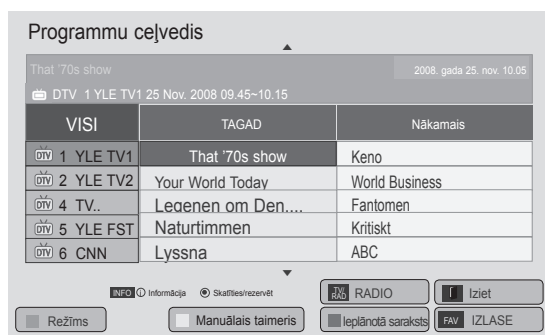 Programmu ceļvedis
That '70s show 2008. gada 25. nov. 10.05
DTV 1 YLE TV1 25 Nov. 2008 09.45~10.15
VISI TAGAD Nākamais
DTV 1 YLE TV1 That '70s show Keno
DTV 2 YLE TV2 Your World Today World Business
DTV 4 TV.. Legenen om Den.... Fantomen
DTV 5 YLE FST Naturtimmen Kritiskt
DTV 6 CNN Lyssna ABC
INFO i Informācija Skatīties/rezervēt TV/RAD RADIO Iziet
Režīms Manuālais taimeris Ieplānotā saraksts FAV IZLASE